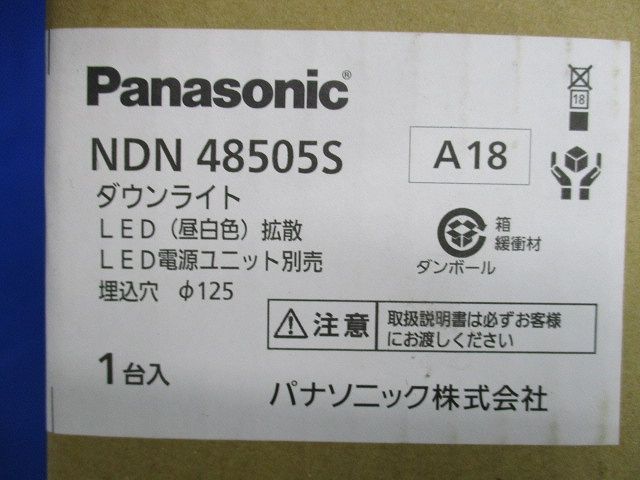 Panasonic®
NDN 48505S
A18
18
ダウンライト
LED（昼白色）拡散
LED電源ユニット別売
埋込穴 φ125
箱
緩衝材
ダンボール
注意
取扱説明書は必ずお客様
にお渡しください
1台入
パナソニック株式会社